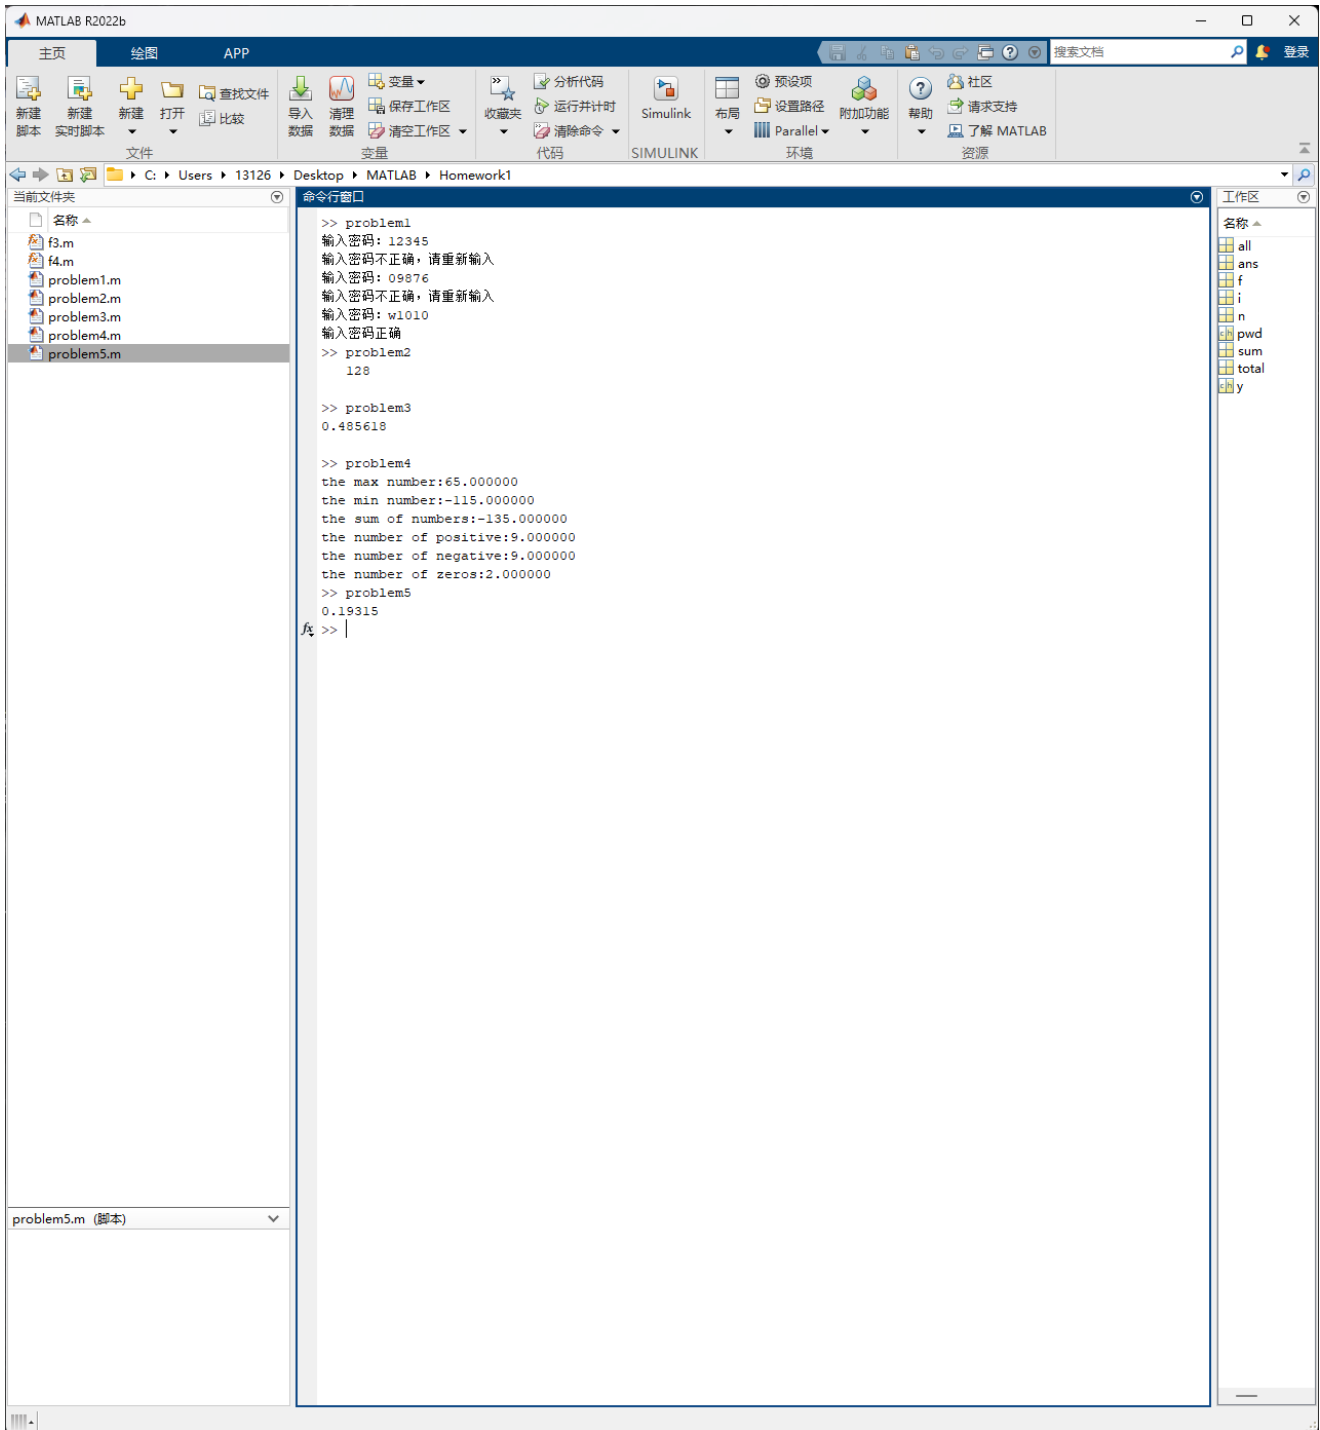 MATLAB R2022b
主页 绘图 APP
搜索文档 登录
新建脚本
新建实时脚本
新建
打开
查找文件
比较
文件
导入数据
清理数据
变量
保存工作区
清空工作区
变量
收藏夹
分析代码
运行并计时
清除命令
代码
Simulink
SIMULINK
布局
预设项
设置路径
Parallel
附加功能
环境
帮助
社区
请求支持
了解 MATLAB
资源
C: Users 13126 Desktop MATLAB Homework1
当前文件夹
名称
f3.m
f4.m
problem1.m
problem2.m
problem3.m
problem4.m
problem5.m
problem5.m (脚本)
命令行窗口
>> problem1
输入密码: 12345
输入密码不正确，请重新输入
输入密码: 09876
输入密码不正确，请重新输入
输入密码: w1010
输入密码正确
>> problem2
128
>> problem3
0.485618
>> problem4
the max number:65.000000
the min number:-115.000000
the sum of numbers:-135.000000
the number of positive:9.000000
the number of negative:9.000000
the number of zeros:2.000000
>> problem5
0.19315
fx >>
工作区
名称
all
ans
f
i
n
pwd
sum
total
y